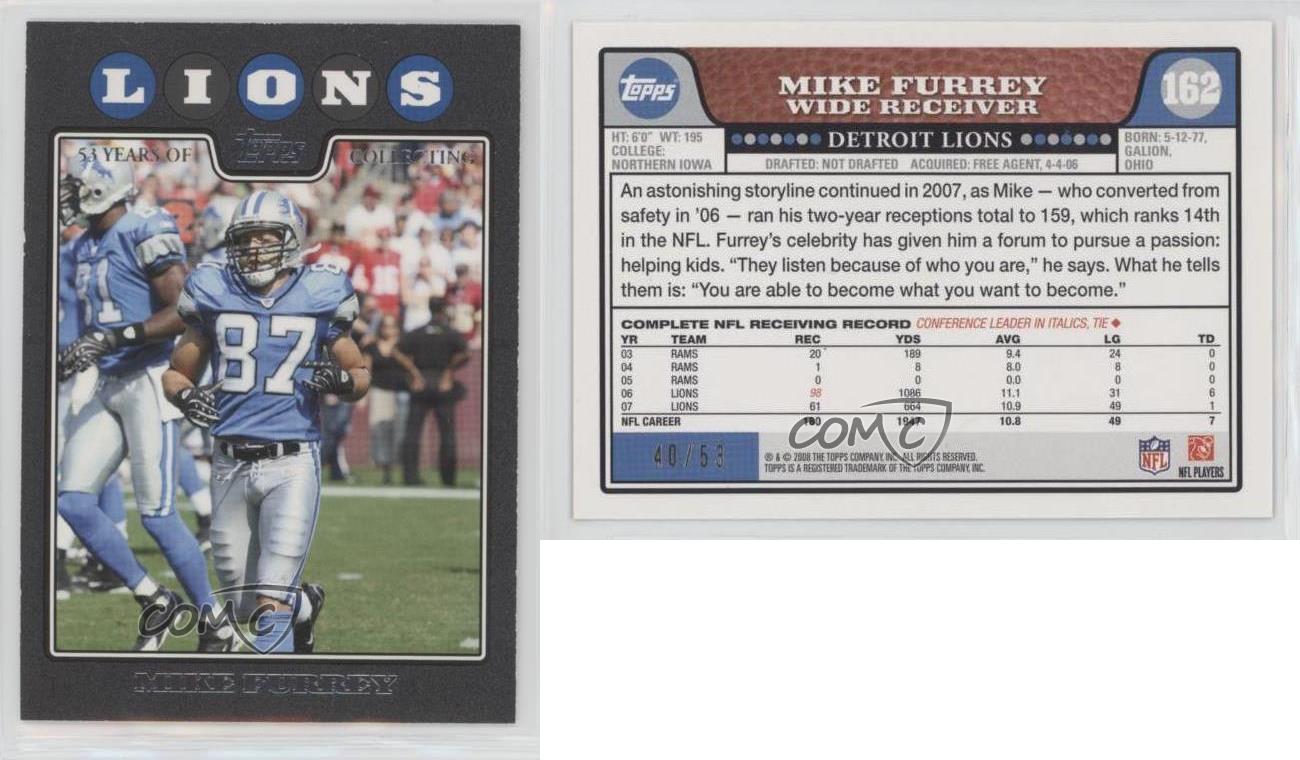 LIONS
53 YEARS OF Topps COLLECTING
81
87
87
COMC
MIKE FURREY
Topps
MIKE FURREY
WIDE RECEIVER
162
HT: 6'0" WT: 195
COLLEGE:
NORTHERN IOWA
DETROIT LIONS
DRAFTED: NOT DRAFTED ACQUIRED: FREE AGENT, 4-4-06
BORN: 5-12-77,
GALION,
OHIO
An astonishing storyline continued in 2007, as Mike — who converted from
safety in '06 — ran his two-year receptions total to 159, which ranks 14th
in the NFL. Furrey's celebrity has given him a forum to pursue a passion:
helping kids. "They listen because of who you are," he says. What he tells
them is: "You are able to become what you want to become."
COMPLETE NFL RECEIVING RECORD CONFERENCE LEADER IN ITALICS, TIE ◆
YR TEAM REC YDS AVG LG TD
03 RAMS 20 189 9.4 24 0
04 RAMS 1 8 8.0 8 0
05 RAMS 0 0 0.0 0 0
06 LIONS 98 1086 11.1 31 6
07 LIONS 61 664 10.9 49 1
NFL CAREER 180 1947 10.8 49 7
COMC
40/53
® & © 2008 THE TOPPS COMPANY, INC. ALL RIGHTS RESERVED.
TOPPS IS A REGISTERED TRADEMARK OF THE TOPPS COMPANY, INC.
NFL
NFL PLAYERS